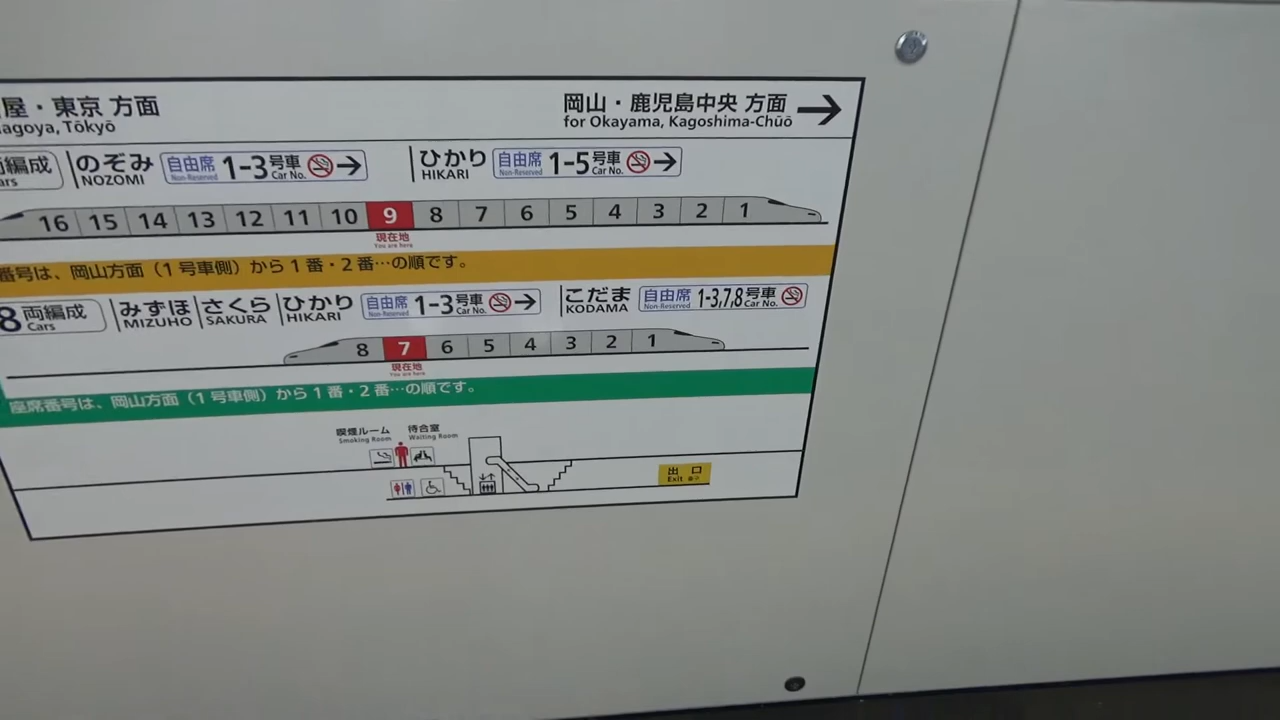 屋・東京 方面
agoya, Tōkyō
岡山・鹿児島中央 方面
for Okayama, Kagoshima-Chūō
編成
ars
のぞみ
NOZOMI
自由席
Non-Reserved
1-3号車
Car No.
ひかり
HIKARI
自由席
Non-Reserved
1-5号車
Car No.
16 15 14 13 12 11 10 9 8 7 6 5 4 3 2 1
現在地
You are here
番号は、岡山方面（1号車側）から1番・2番…の順です。
8両編成
Cars
みずほ
MIZUHO
さくら
SAKURA
ひかり
HIKARI
自由席
Non-Reserved
1-3号車
Car No.
こだま
KODAMA
自由席
Non-Reserved
1-3,7,8号車
Car No.
8 7 6 5 4 3 2 1
現在地
You are here
座席番号は、岡山方面（1号車側）から1番・2番…の順です。
喫煙ルーム
Smoking Room
待合室
Waiting Room
出口
Exit